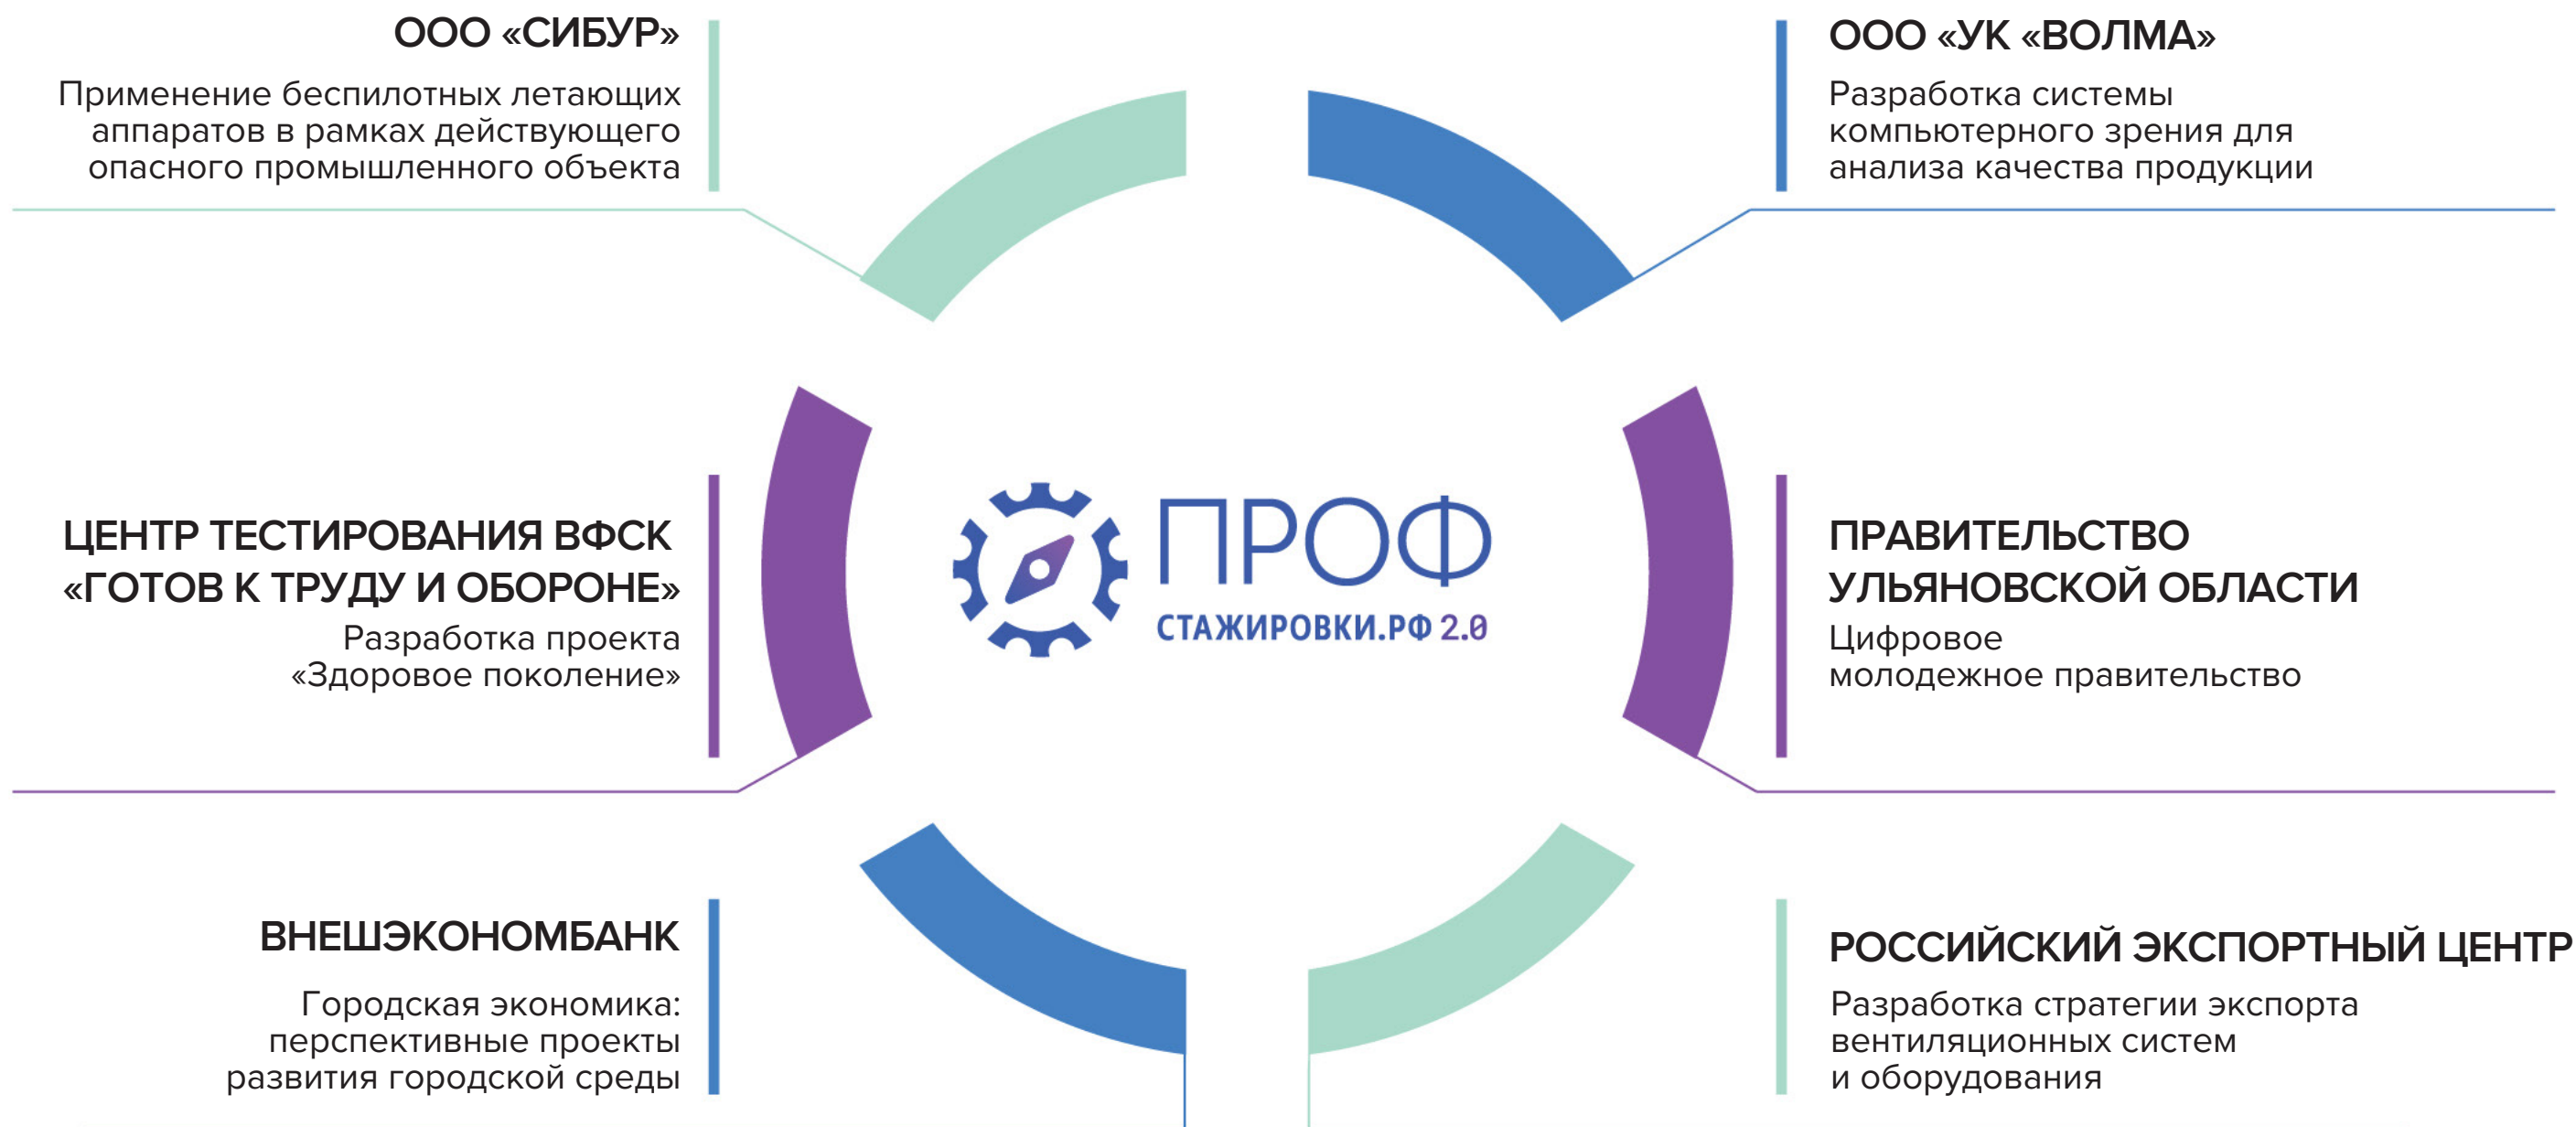 ООО «СИБУР»
Применение беспилотных летающих
аппаратов в рамках действующего
опасного промышленного объекта
ООО «УК «ВОЛМА»
Разработка системы
компьютерного зрения для
анализа качества продукции
ЦЕНТР ТЕСТИРОВАНИЯ ВФСК
«ГОТОВ К ТРУДУ И ОБОРОНЕ»
Разработка проекта
«Здоровое поколение»
ПРОФ
СТАЖИРОВКИ.РФ 2.0
ПРАВИТЕЛЬСТВО
УЛЬЯНОВСКОЙ ОБЛАСТИ
Цифровое
молодежное правительство
ВНЕШЭКОНОМБАНК
Городская экономика:
перспективные проекты
развития городской среды
РОССИЙСКИЙ ЭКСПОРТНЫЙ ЦЕНТР
Разработка стратегии экспорта
вентиляционных систем
и оборудования